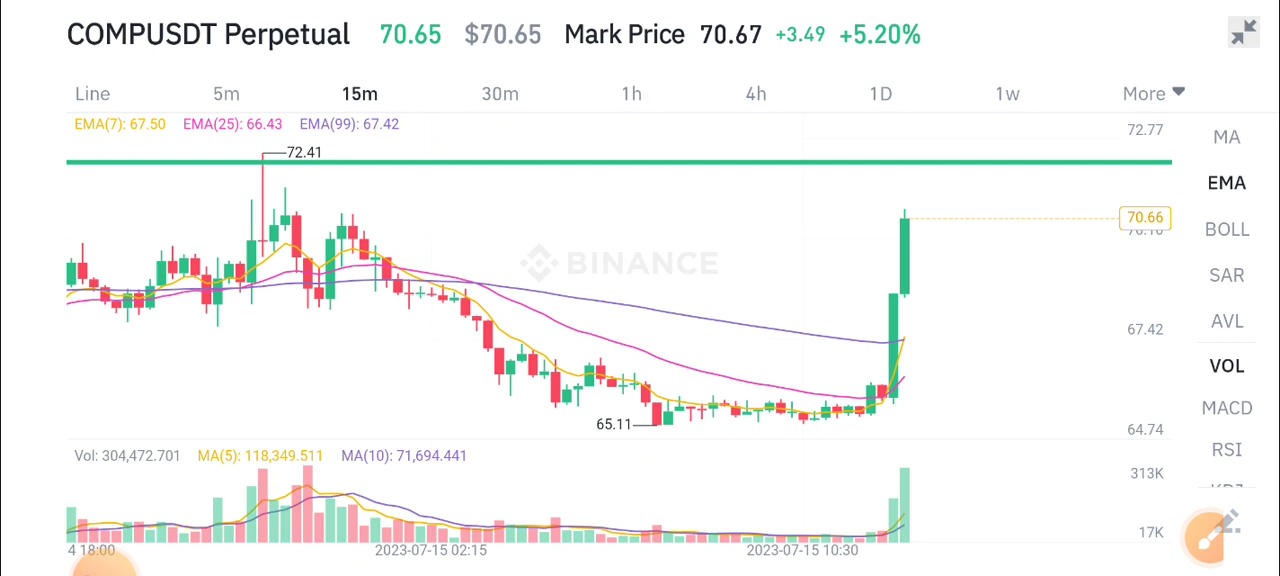 COMPUSDT Perpetual 70.65 $70.65 Mark Price 70.67 +3.49 +5.20%
Line 5m 15m 30m 1h 4h 1D 1w More
EMA(7): 67.50 EMA(25): 66.43 EMA(99): 67.42
72.77
MA
72.41
EMA
70.66
BOLL
BINANCE
SAR
AVL
67.42
VOL
MACD
65.11
64.74
RSI
Vol: 304,472.701 MA(5): 118,349.511 MA(10): 71,694.441
313K
17K
4 18:00 2023-07-15 02:15 2023-07-15 10:30